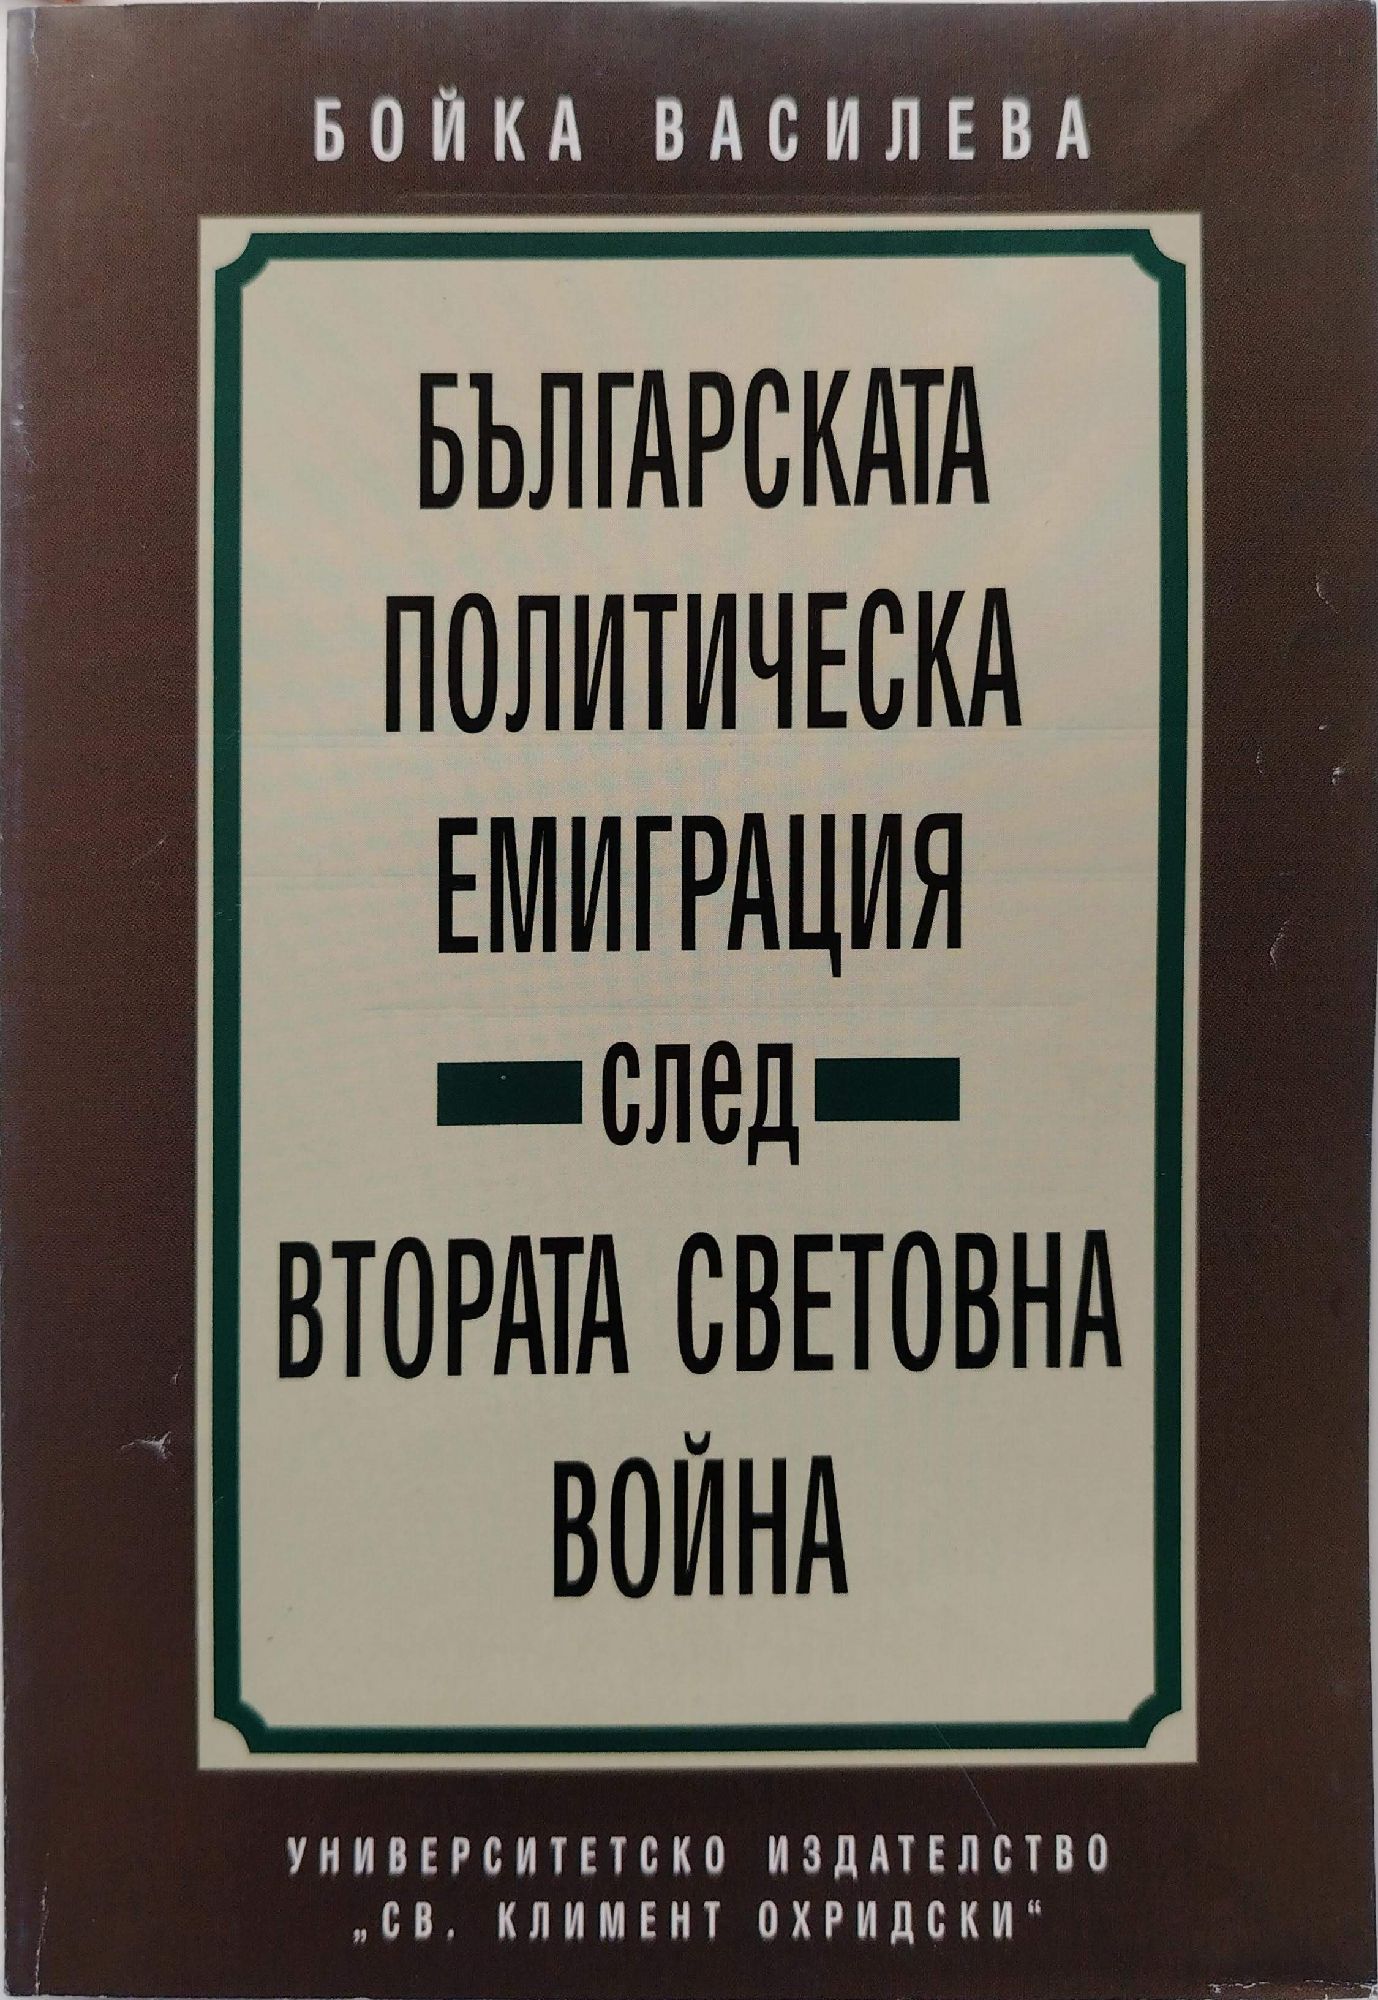 БОЙКА ВАСИЛЕВА
БЪЛГАРСКАТА
ПОЛИТИЧЕСКА
ЕМИГРАЦИЯ
след
ВТОРАТА СВЕТОВНА
ВОЙНА
УНИВЕРСИТЕТСКО ИЗДАТЕЛСТВО
„СВ. КЛИМЕНТ ОХРИДСКИ“